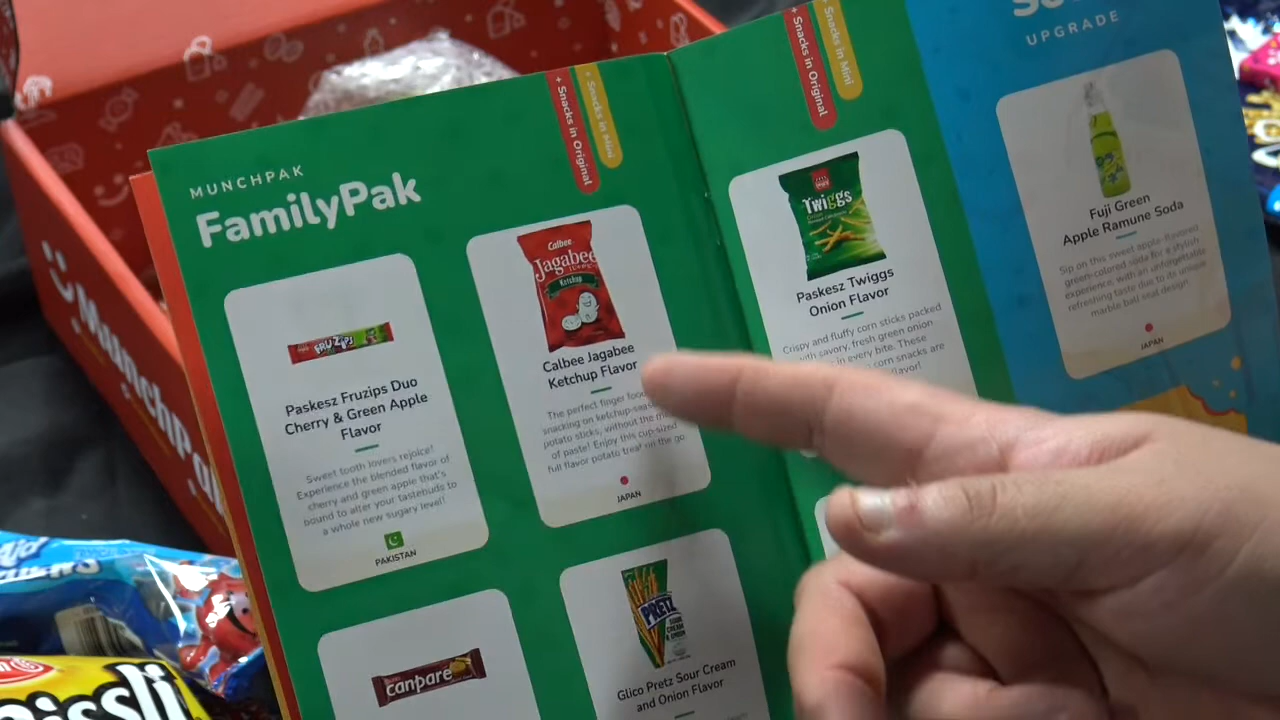 MUNCHPAK
FamilyPak
+ Snacks in Original
+ Snacks in Mini
Paskesz Fruzips Duo
Cherry & Green Apple
Flavor
Sweet tooth lovers rejoice!
Experience the blended flavor of
cherry and green apple that's
bound to alter your tastebuds to
a whole new sugary level!
PAKISTAN
Calbee
Jagabee
Ketchup
Calbee Jagabee
Ketchup Flavor
The perfect finger
snacking on
potato sticks, without the
of paste! Enjoy this cup-sized
full flavor potato treat on the go
JAPAN
canpare
PRETZ
SOUR
CREAM
& ONION
Glico Pretz Sour Cream
and Onion Flavor
+ Snacks in Original
+ Snacks in Mini
Twiggs
Paskesz Twiggs
Onion Flavor
Crispy and fluffy corn sticks packed
with savory, fresh green onion
in every bite. These
corn snacks are
UPGRADE
Fuji Green
Apple Ramune Soda
Sip on this sweet apple-flavored
green-colored soda for a stylish
experience, with an unforgettable
refreshing taste due to its unique
marble ball seal design.
JAPAN
MunchPak
Bissli